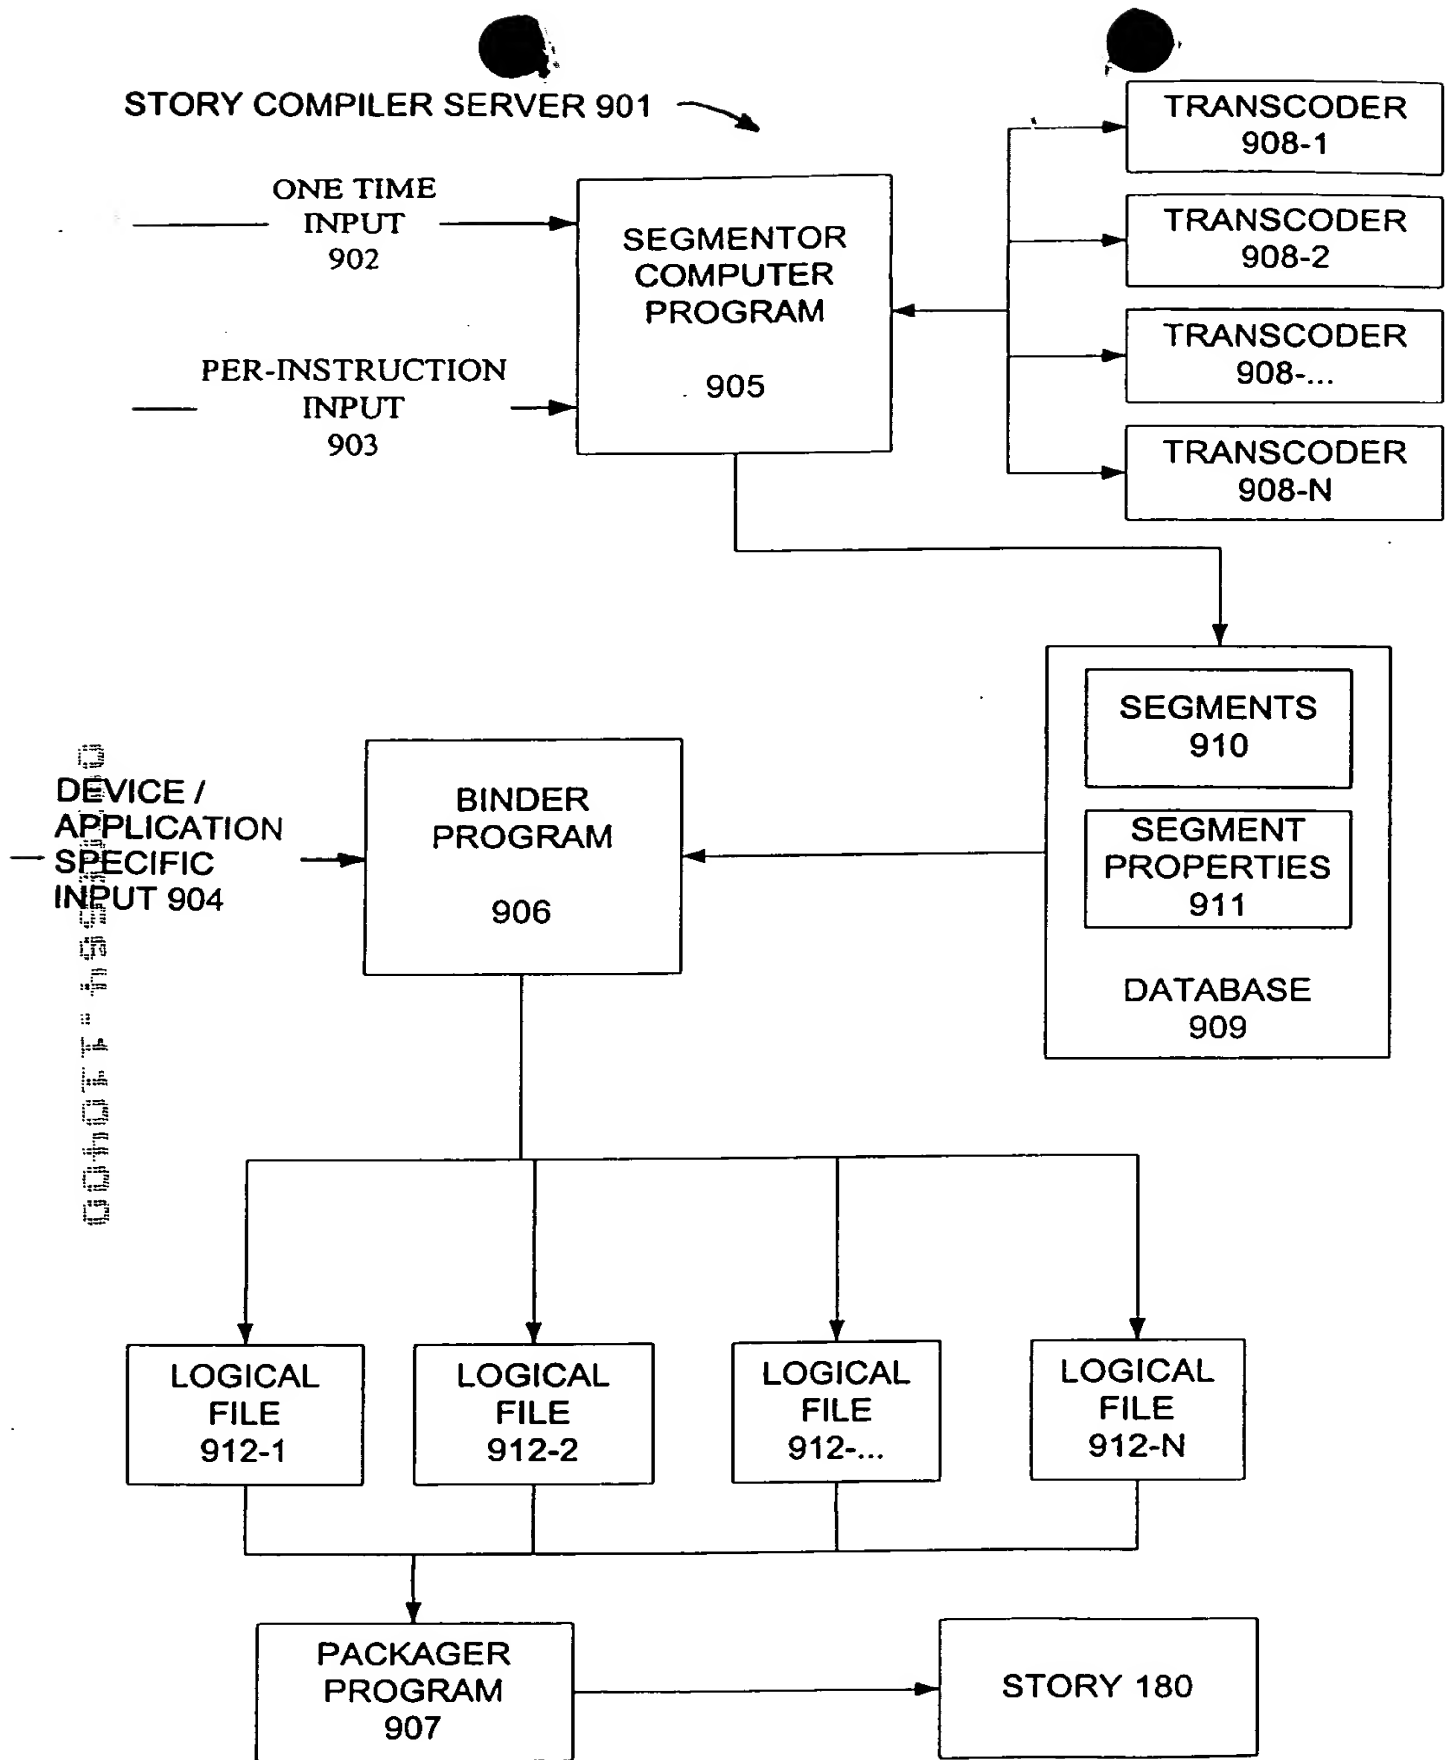 STORY COMPILER SERVER 901
ONE TIME
INPUT
902
PER-INSTRUCTION
INPUT
903
SEGMENTOR
COMPUTER
PROGRAM
905
TRANSCODER
908-1
TRANSCODER
908-2
TRANSCODER
908-...
TRANSCODER
908-N
SEGMENTS
910
SEGMENT
PROPERTIES
911
DATABASE
909
DEVICE /
APPLICATION
SPECIFIC
INPUT 904
BINDER
PROGRAM
906
LOGICAL
FILE
912-1
LOGICAL
FILE
912-2
LOGICAL
FILE
912-...
LOGICAL
FILE
912-N
PACKAGER
PROGRAM
907
STORY 180